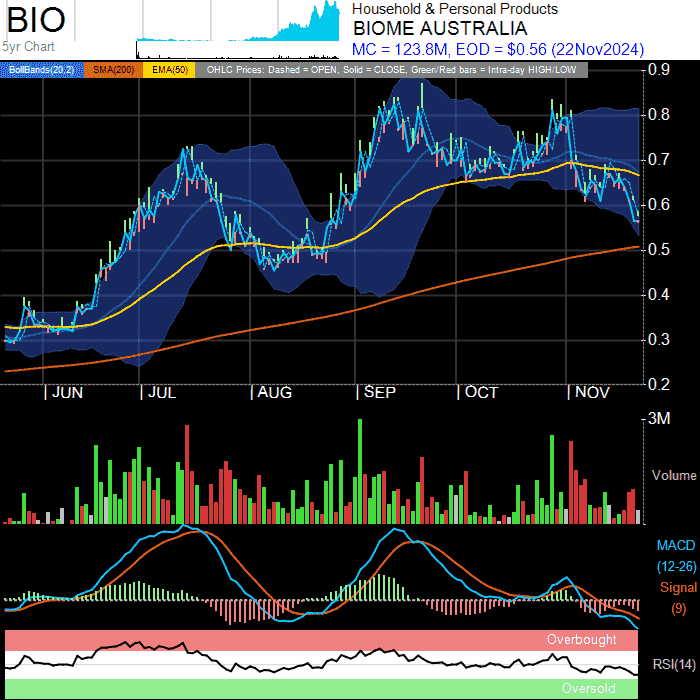 BIO
5yr Chart
Household & Personal Products
BIOME AUSTRALIA
MC = 123.8M, EOD = $0.56 (22Nov2024)
BollBands(20,2) SMA(200) EMA(50) OHLC Prices: Dashed = OPEN, Solid = CLOSE, Green/Red bars = Intra-day HIGH/LOW
0.9
0.8
0.7
0.6
0.5
0.4
0.3
0.2
JUN JUL AUG SEP OCT NOV
3M
Volume
MACD
(12-26)
Signal
(9)
Overbought
RSI(14)
Oversold